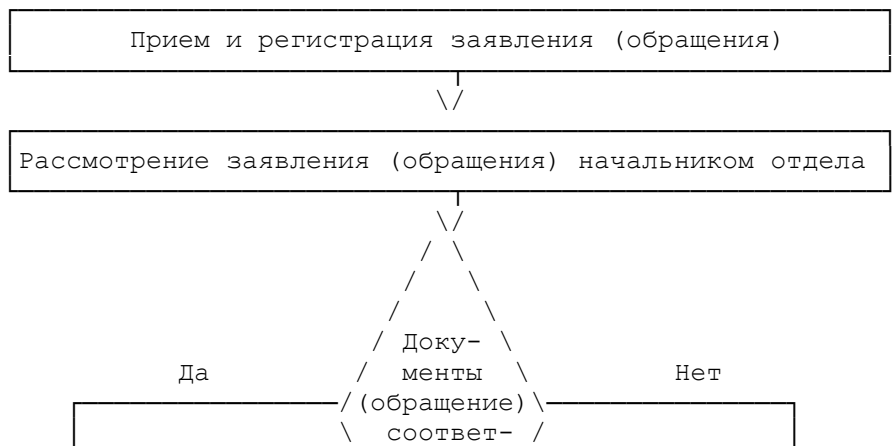 Прием и регистрация заявления (обращения)
Рассмотрение заявления (обращения) начальником отдела
Доку-
Да менты Нет
(обращение)
соответ-